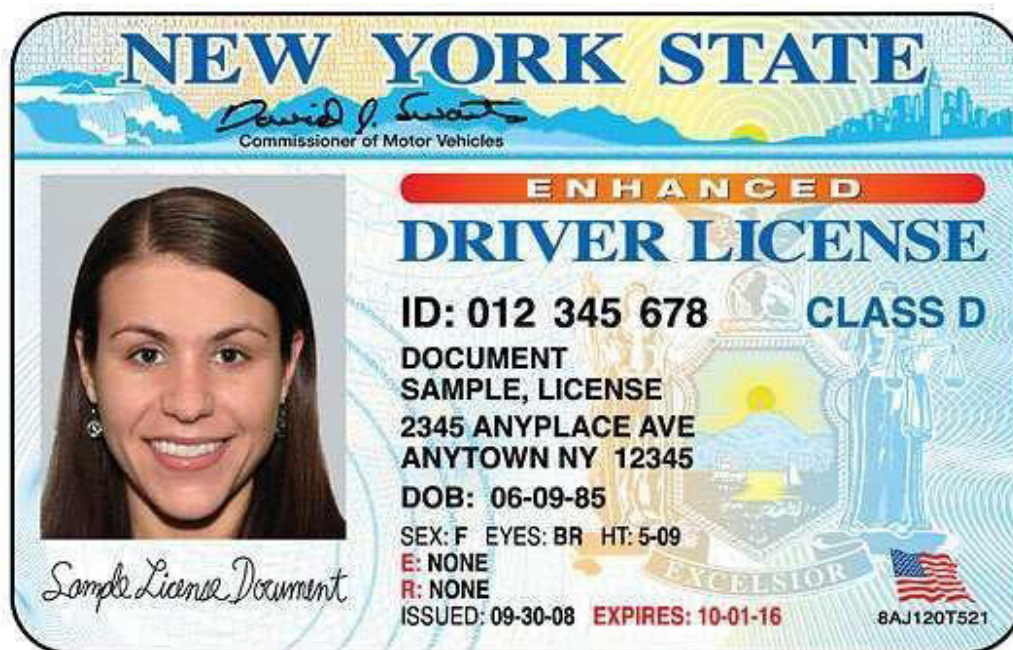 NEW YORK STATE
David J. Swarts
Commissioner of Motor Vehicles
ENHANCED
DRIVER LICENSE
ID: 012 345 678 CLASS D
DOCUMENT
SAMPLE, LICENSE
2345 ANYPLACE AVE
ANYTOWN NY 12345
DOB: 06-09-85
SEX: F EYES: BR HT: 5-09
E: NONE
R: NONE
ISSUED: 09-30-08 EXPIRES: 10-01-16
EXCELSIOR
8AJ120T521
Sample License Document